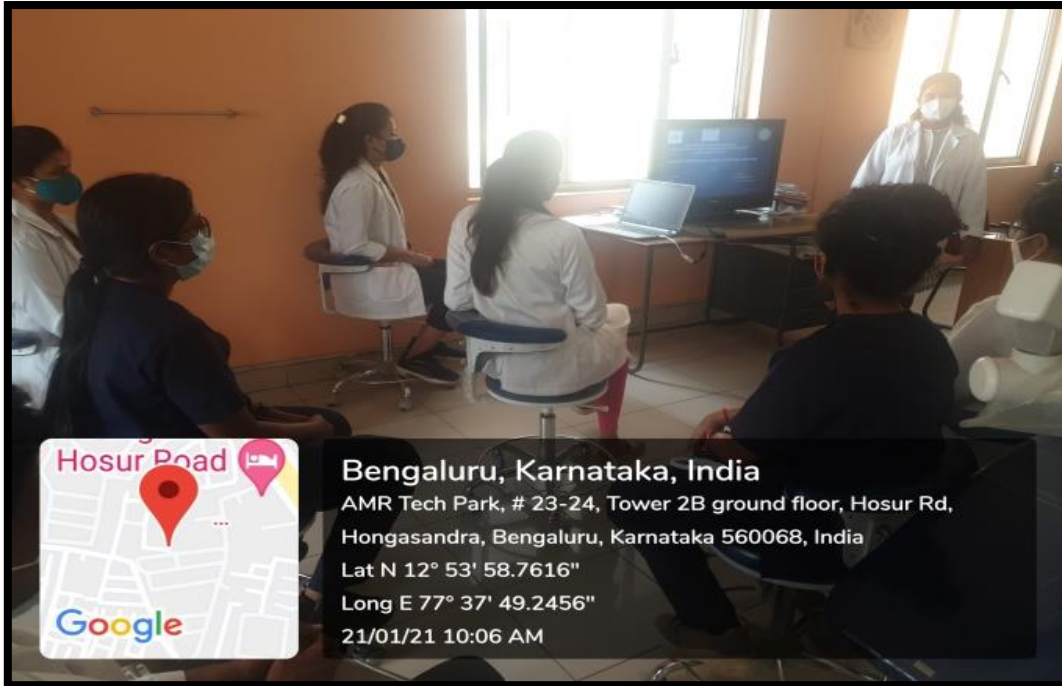 Hosur Road
...
Google
Bengaluru, Karnataka, India
AMR Tech Park, # 23-24, Tower 2B ground floor, Hosur Rd,
Hongasandra, Bengaluru, Karnataka 560068, India
Lat N 12° 53' 58.7616"
Long E 77° 37' 49.2456"
21/01/21 10:06 AM